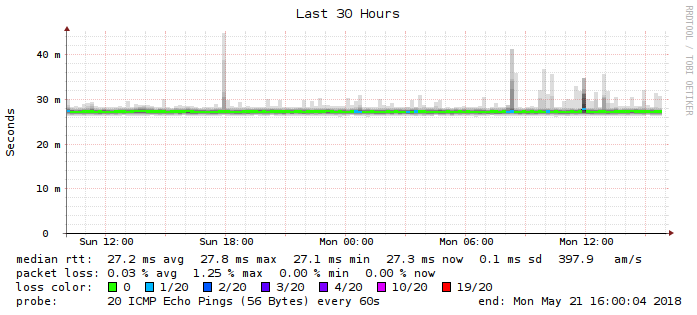 Last 30 Hours
RRDTOOL / TOBI OETIKER
Seconds
40 m
30 m
20 m
10 m
0
Sun 12:00 Sun 18:00 Mon 00:00 Mon 06:00 Mon 12:00
median rtt: 27.2 ms avg 27.8 ms max 27.1 ms min 27.3 ms now 0.1 ms sd 397.9 am/s
packet loss: 0.03 % avg 1.25 % max 0.00 % min 0.00 % now
loss color: 0 1/20 2/20 3/20 4/20 10/20 19/20
probe: 20 ICMP Echo Pings (56 Bytes) every 60s end: Mon May 21 16:00:04 2018